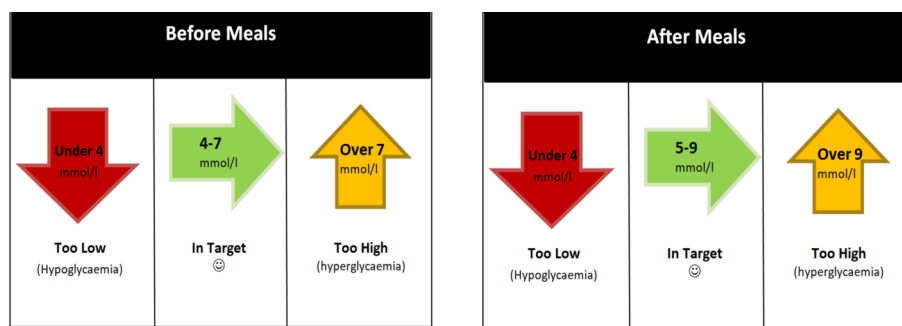 Before Meals
Under 4
mmol/l
4-7
mmol/l
Over 7
mmol/l
Too Low
(Hypoglycaemia)
In Target
☺
Too High
(hyperglycaemia)
After Meals
Under 4
mmol/l
5-9
mmol/l
Over 9
mmol/l
Too Low
(Hypoglycaemia)
In Target
☺
Too High
(hyperglycaemia)